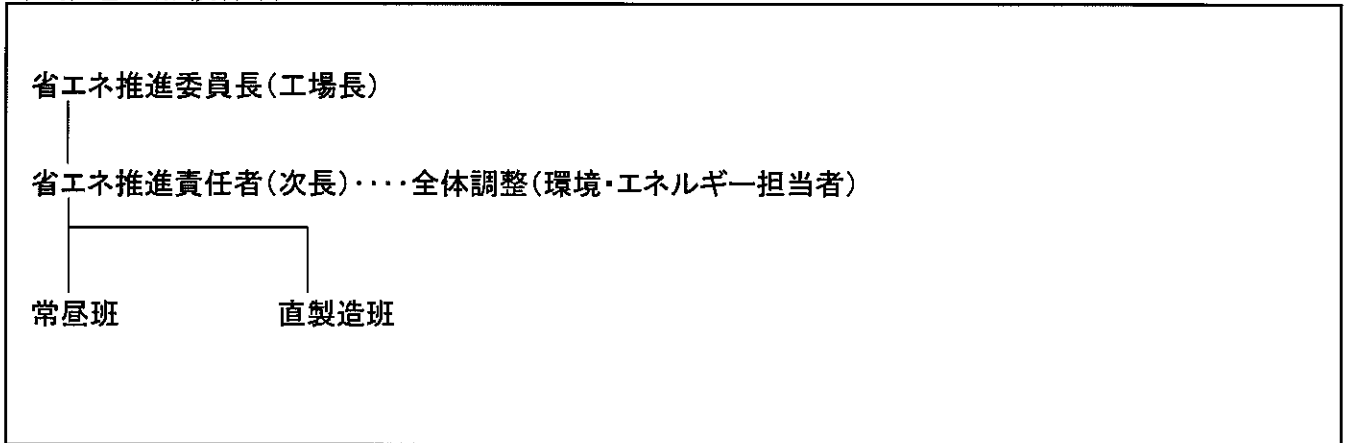 省エネ推進委員長(工場長)
省エネ推進責任者(次長)‥‥全体調整(環境・エネルギー担当者)
常昼班 直製造班